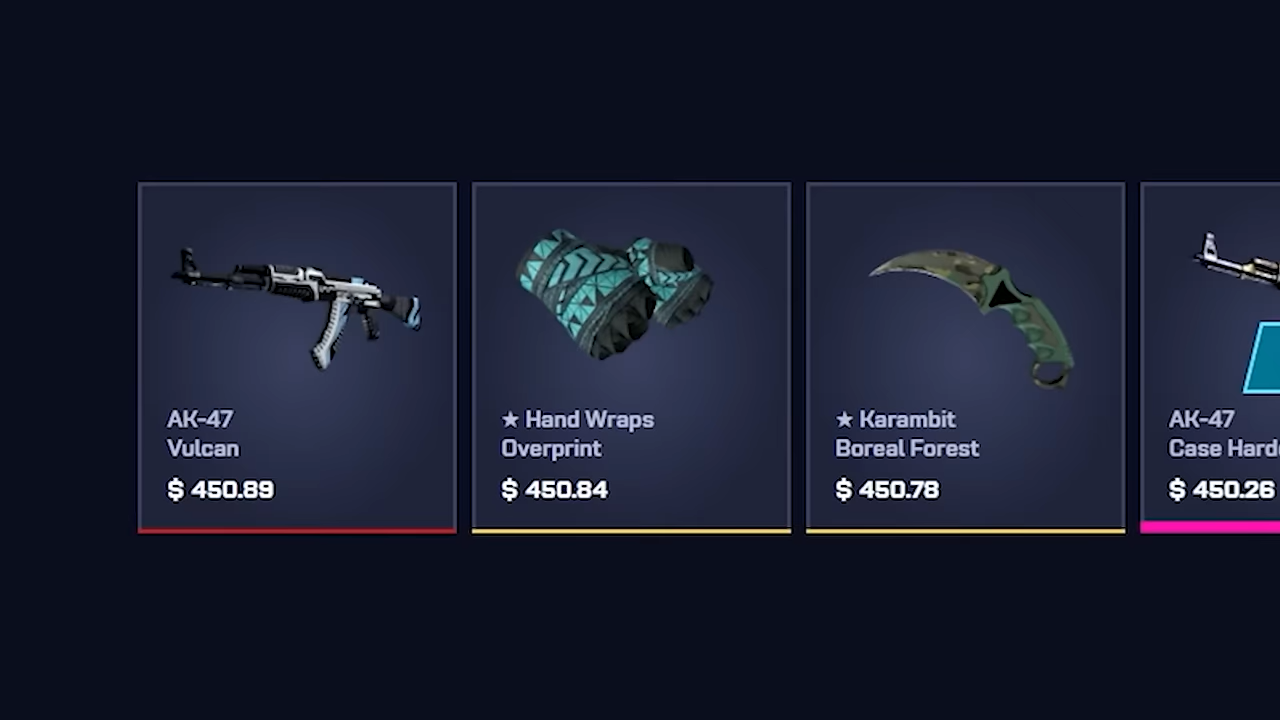 AK-47
Vulcan
$ 450.89
★ Hand Wraps
Overprint
$ 450.84
★ Karambit
Boreal Forest
$ 450.78
AK-47
Case
$ 450.26